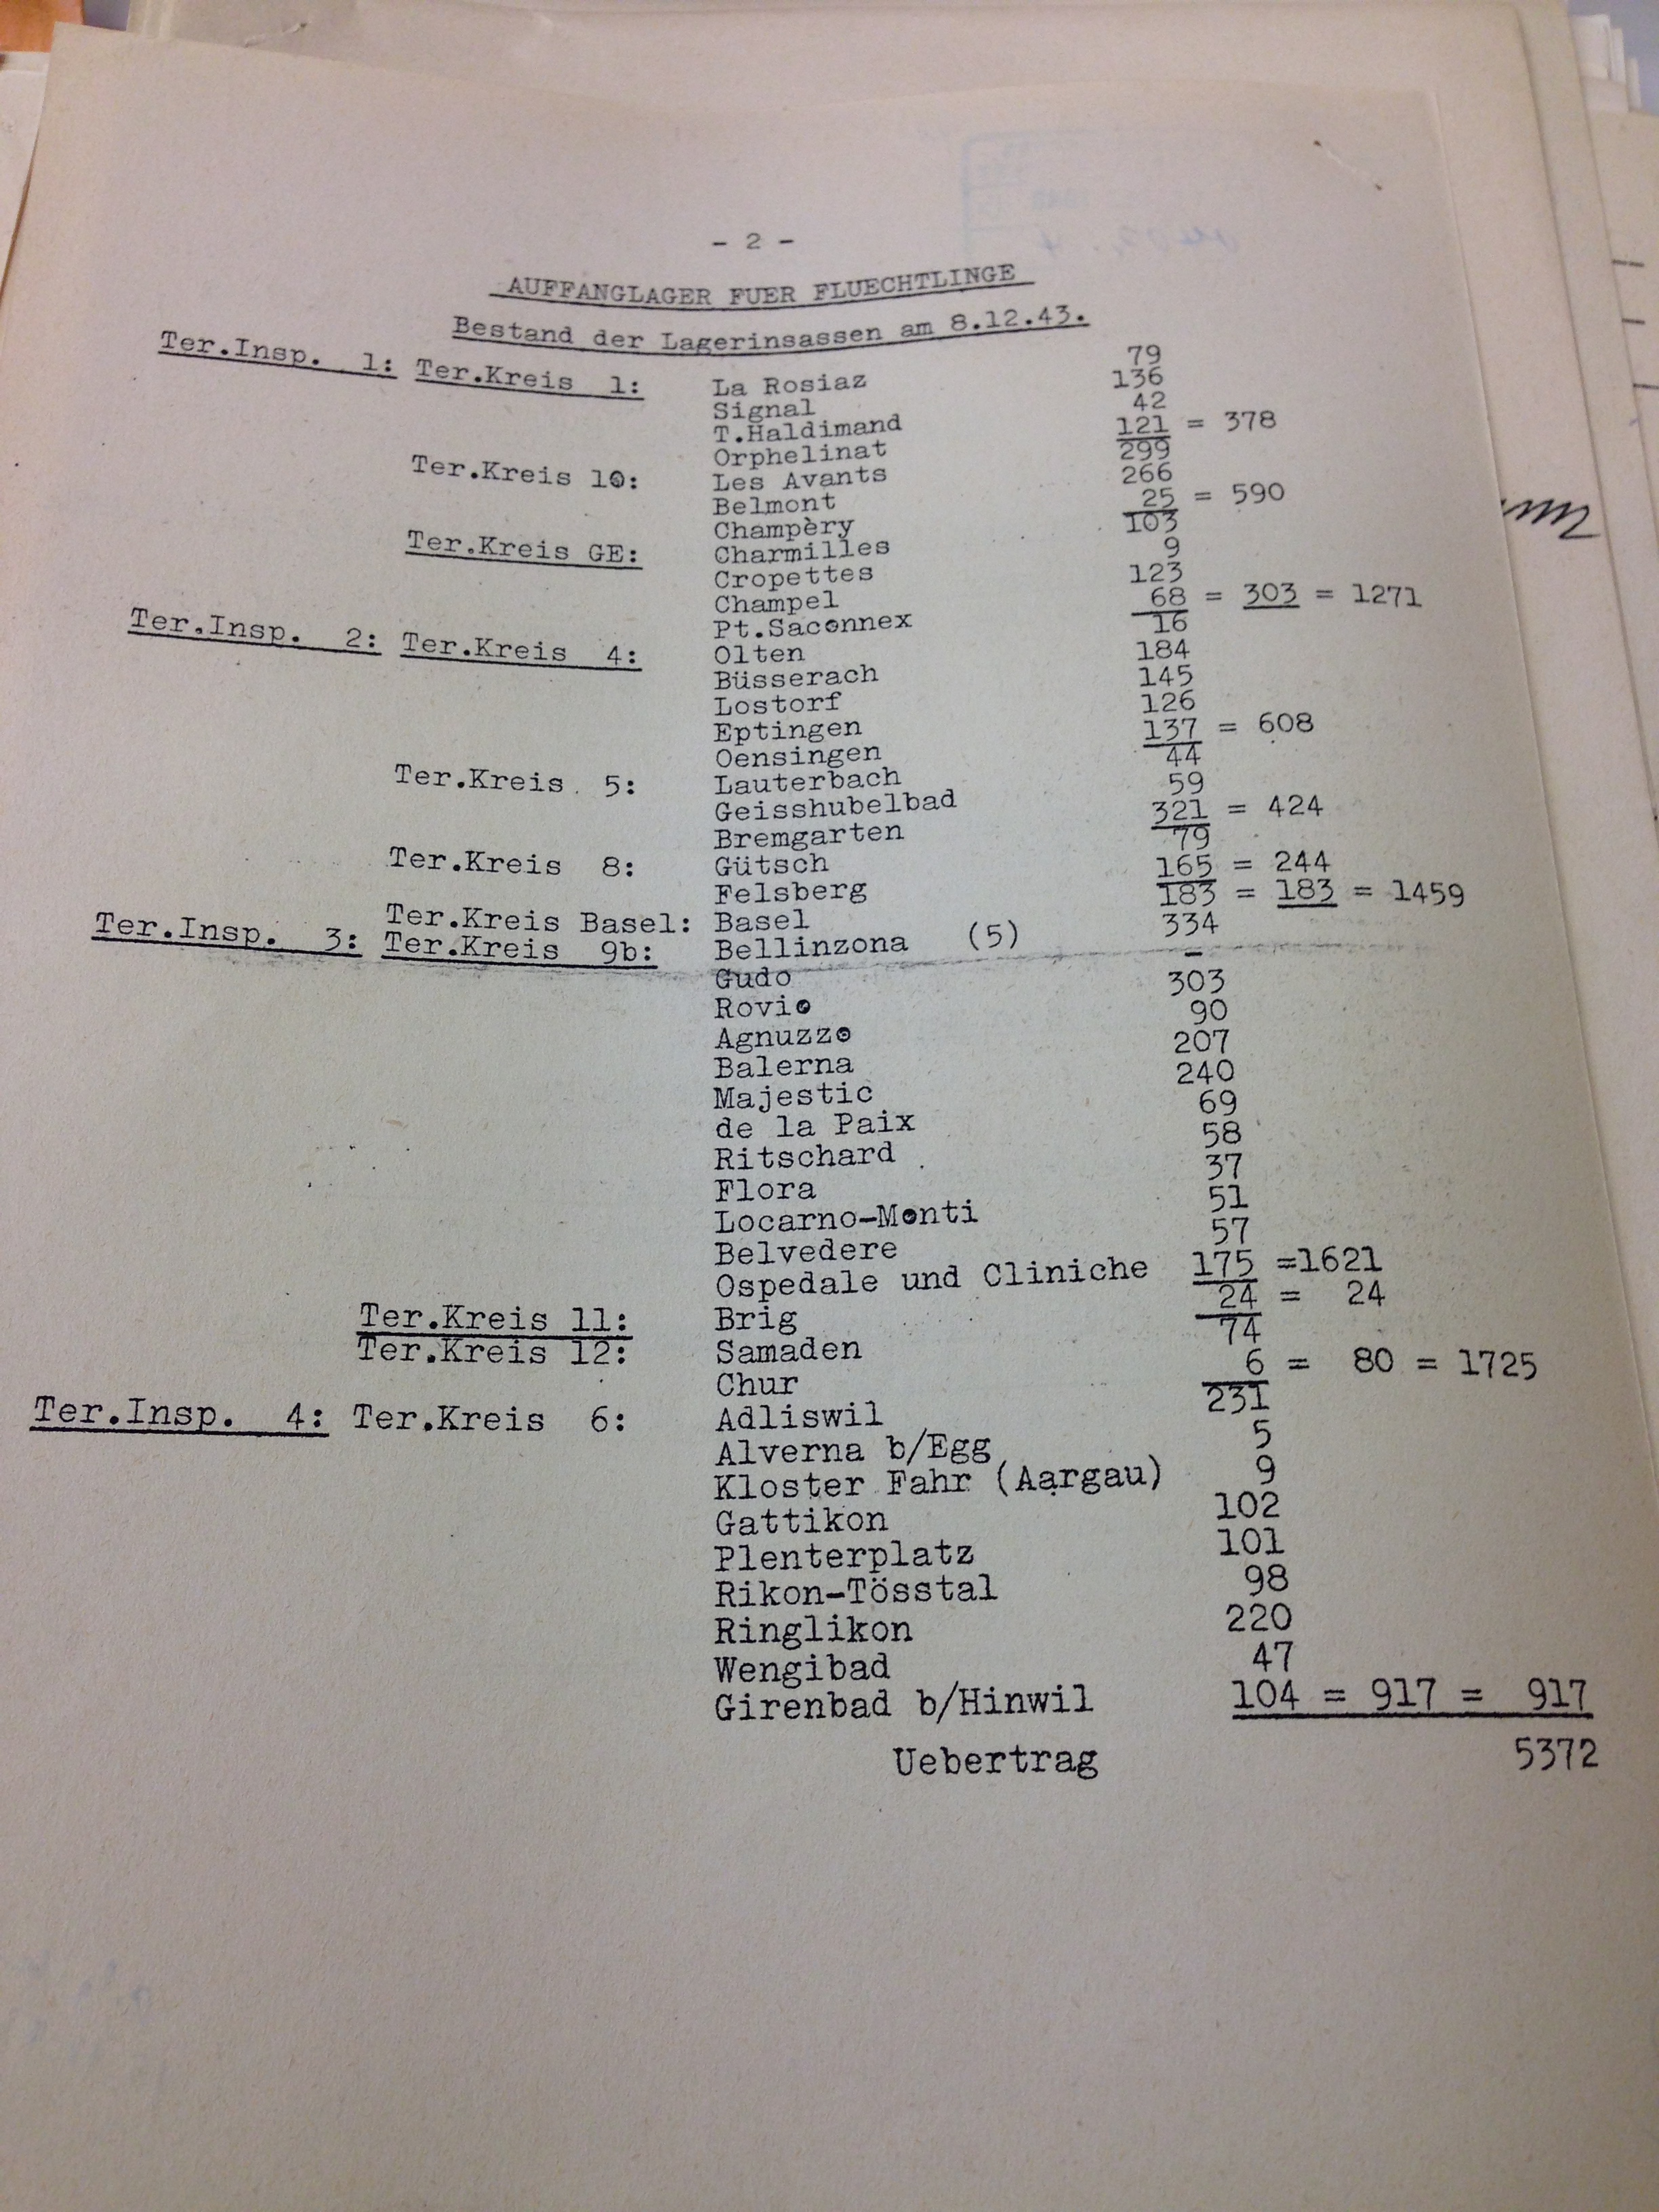 - 2 -
AUFFANGLAGER FUER FLUECHTLINGE
Bestand der Lagerinsassen am 8.12.43.
Ter.Insp. 1: Ter.Kreis 1: La Rosiaz 79
Signal 136
T.Haldimand 42
Orphelinat 121 = 378
Ter.Kreis 10: Les Avants 299
Belmont 266
Champèry 25 = 590
Ter.Kreis GE: Charmilles 103
Cropettes 9
Champel 123
Pt.Saconnex 68 = 303 = 1271
Ter.Insp. 2: Ter.Kreis 4: Olten 16
Büsserach 184
Lostorf 145
Eptingen 126
Oensingen 137 = 608
Ter.Kreis 5: Lauterbach 44
Geisshubelbad 59
Bremgarten 321 = 424
Ter.Kreis 8: Gütsch 79
Felsberg 165 = 244
Ter.Kreis Basel: Basel 183 = 183 = 1459
Ter.Insp. 3: Ter.Kreis 9b: Bellinzona (5) 334
Gudo -
Rovio 303
Agnuzzo 90
Balerna 207
Majestic 240
de la Paix 69
Ritschard 58
Flora 37
Locarno-Monti 51
Belvedere 57
Ospedale und Cliniche 175 =1621
Ter.Kreis 11: Brig 24 = 24
Ter.Kreis 12: Samaden 74
Chur 6 = 80 = 1725
Ter.Insp. 4: Ter.Kreis 6: Adliswil 231
Alverna b/Egg 5
Kloster Fahr (Aargau) 9
Gattikon 102
Plenterplatz 101
Rikon-Tösstal 98
Ringlikon 220
Wengibad 47
Girenbad b/Hinwil 104 = 917 = 917
Uebertrag 5372